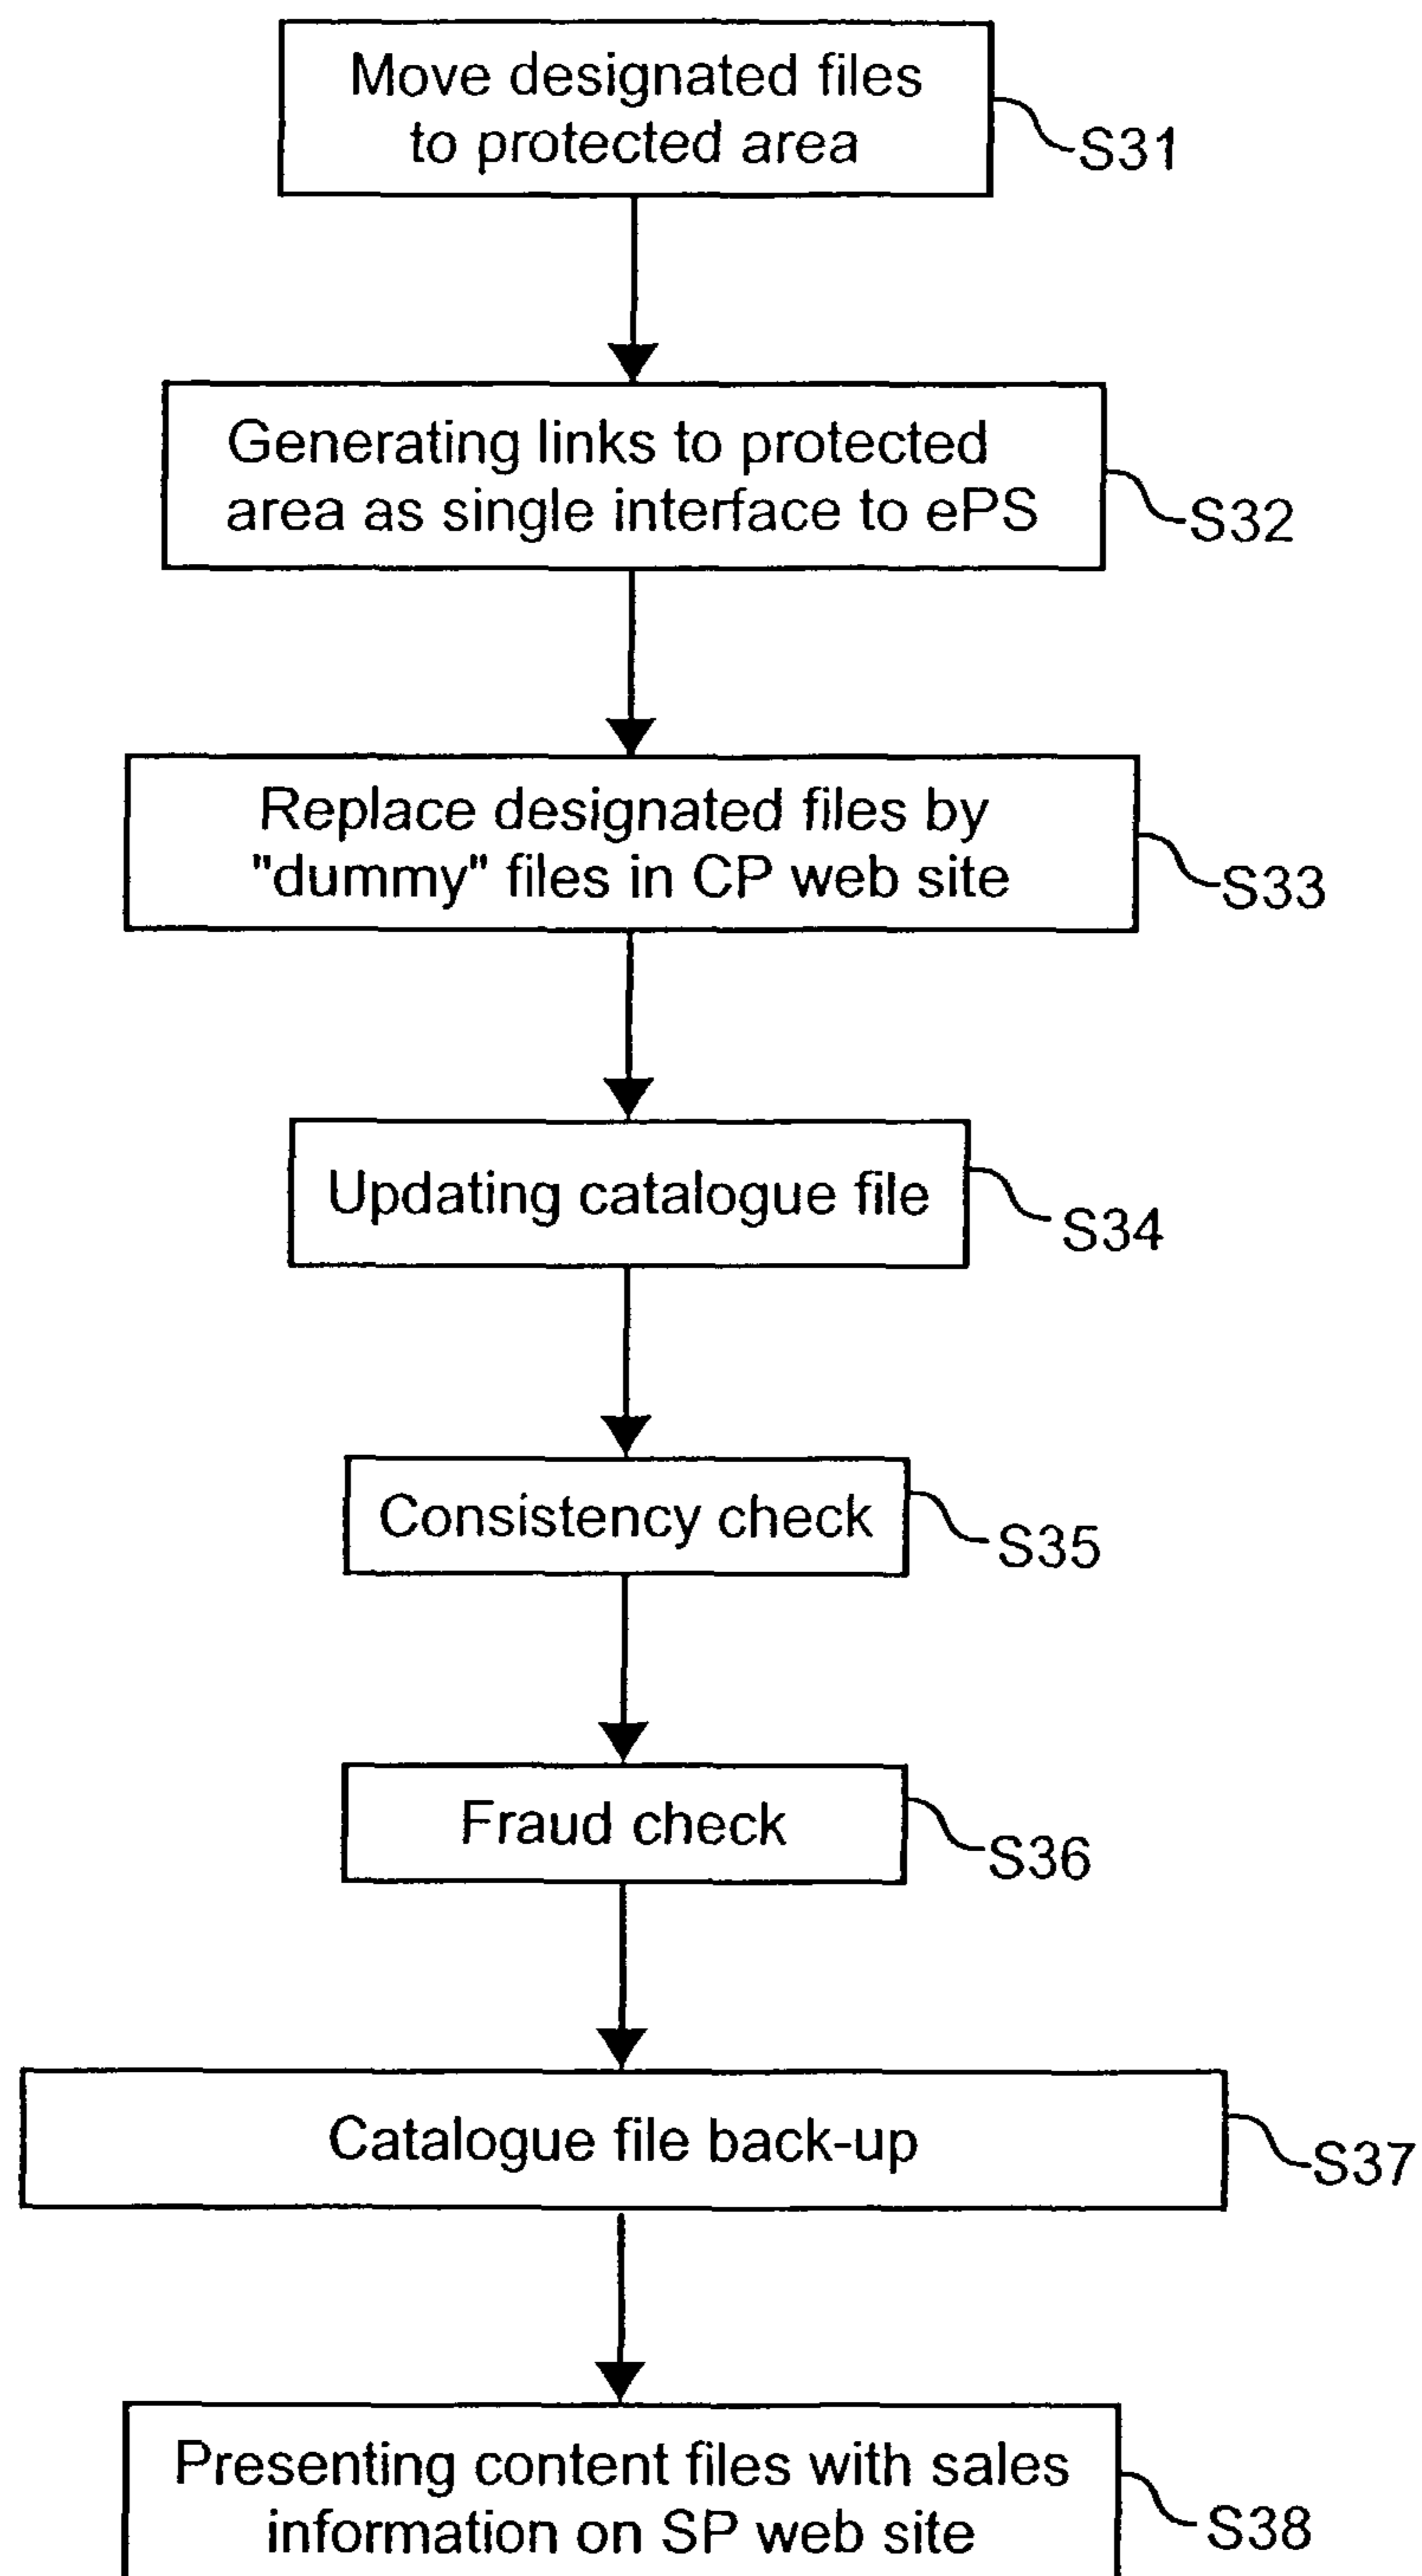 Move designated files
to protected area
S31
Generating links to protected
area as single interface to ePS
S32
Replace designated files by
"dummy" files in CP web site
S33
Updating catalogue file
S34
Consistency check
S35
Fraud check
S36
Catalogue file back-up
S37
Presenting content files with sales
information on SP web site
S38